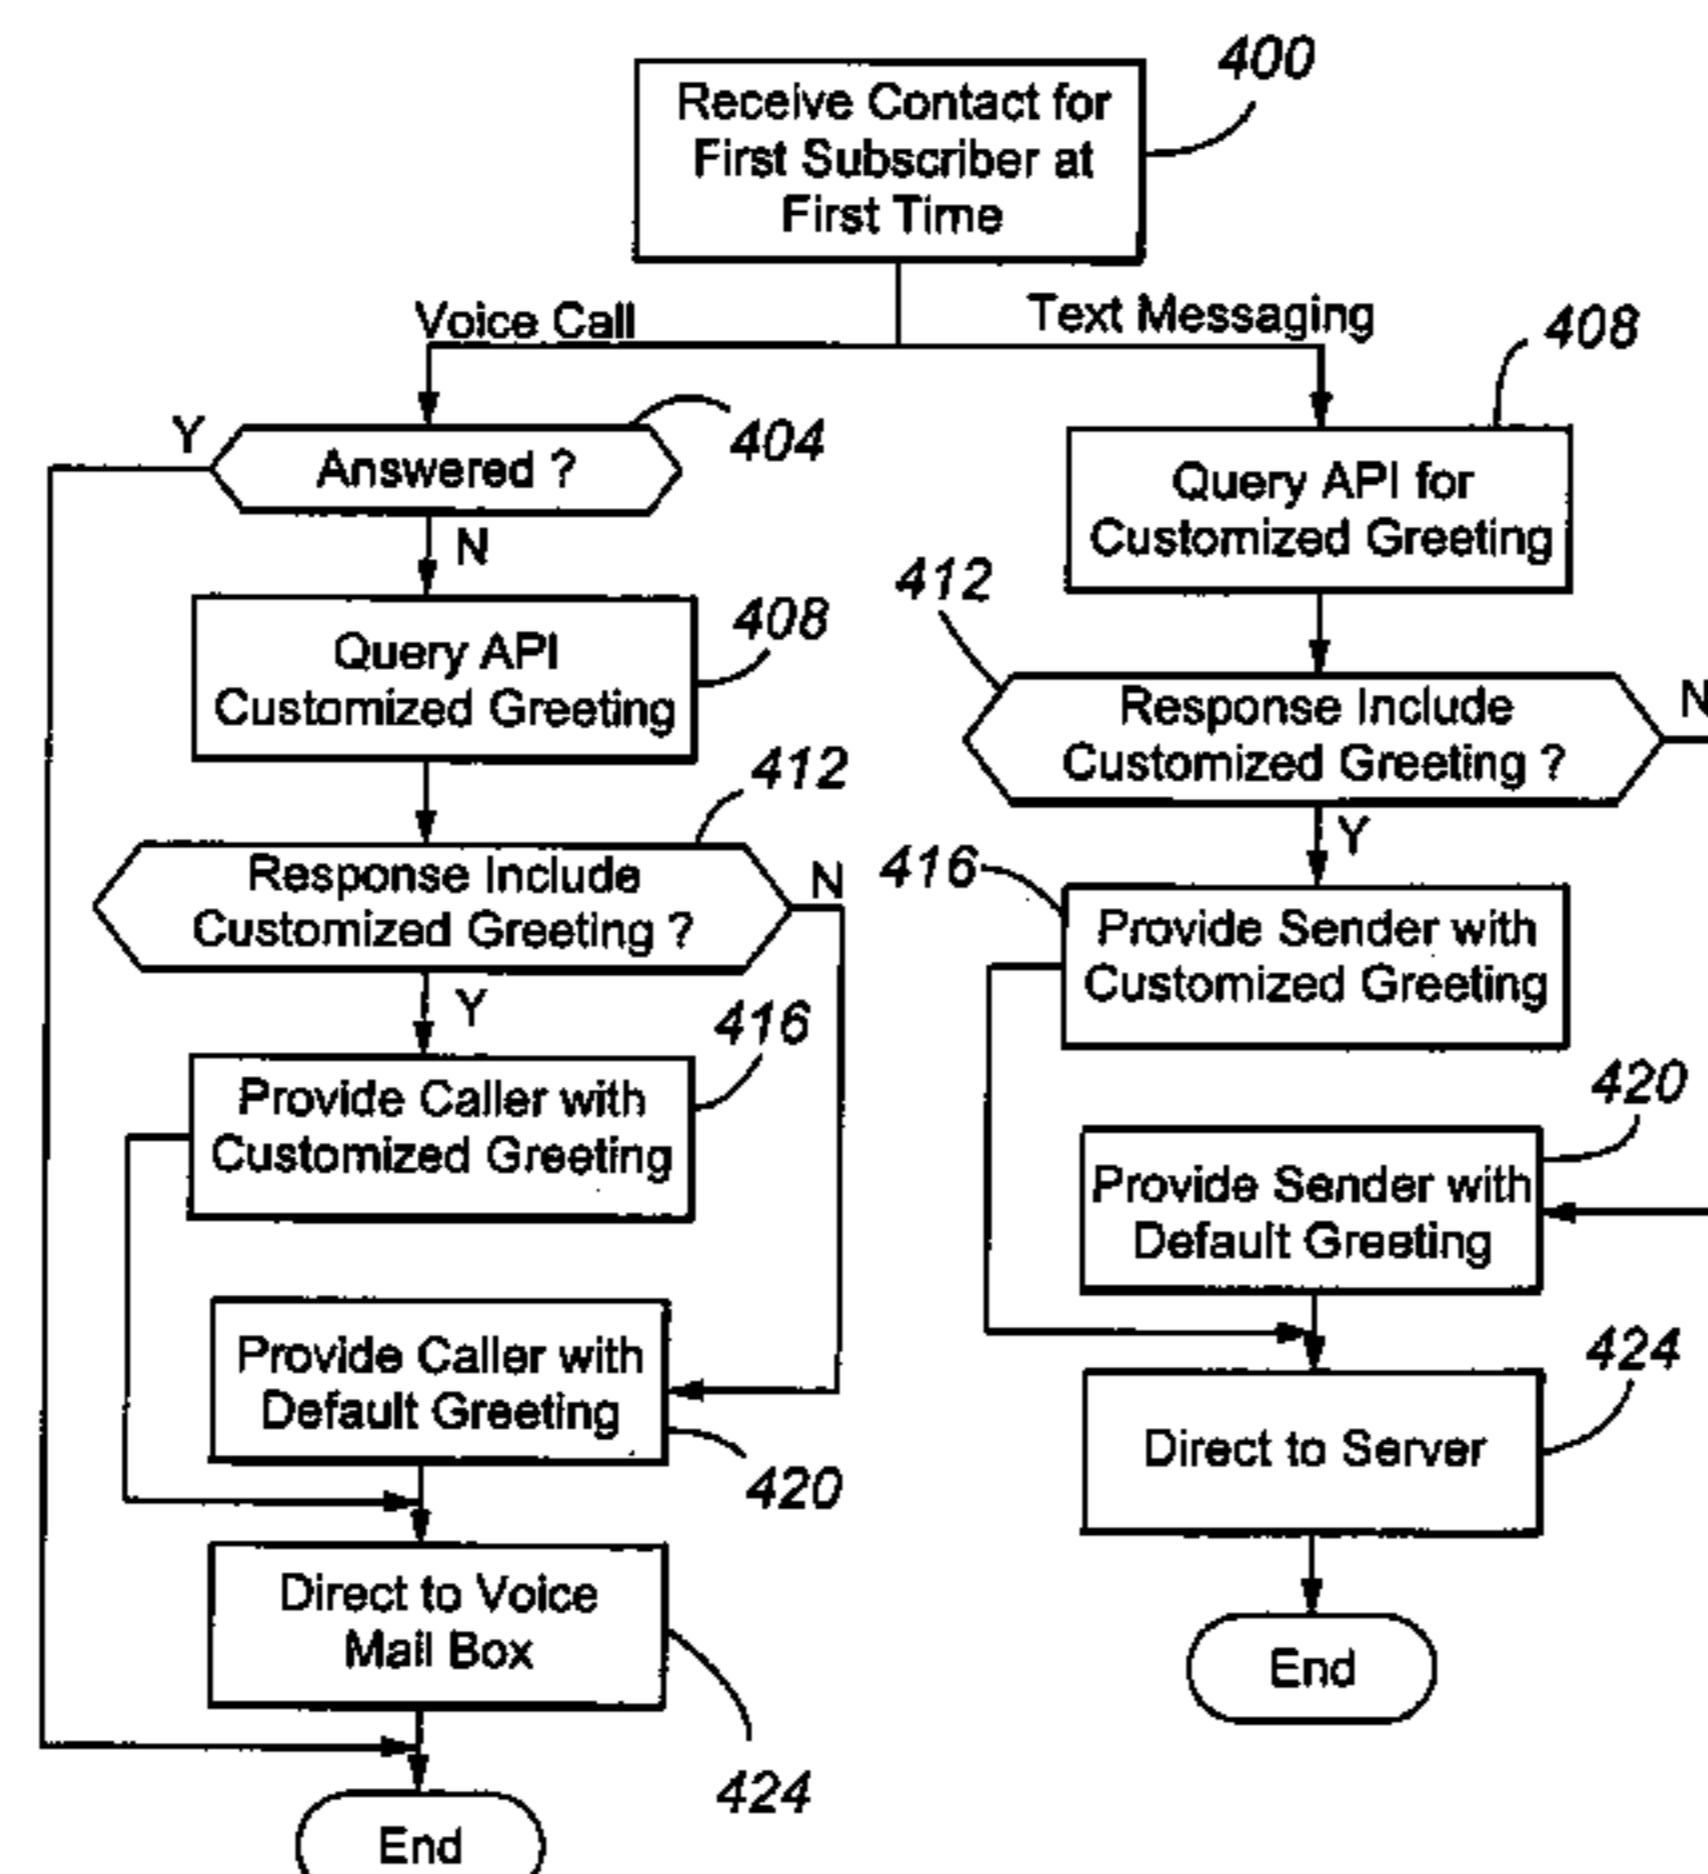 400
Receive Contact for
First Subscriber at
First Time
Voice Call
Text Messaging
Y
Answered ?
404
N
408
Query API
Customized Greeting
412
Response Include
Customized Greeting ?
N
Y
416
Provide Caller with
Customized Greeting
Provide Caller with
Default Greeting
420
Direct to Voice
Mail Box
424
End
408
Query API for
Customized Greeting
412
Response Include
Customized Greeting ?
N
Y
416
Provide Sender with
Customized Greeting
420
Provide Sender with
Default Greeting
424
Direct to Server
End